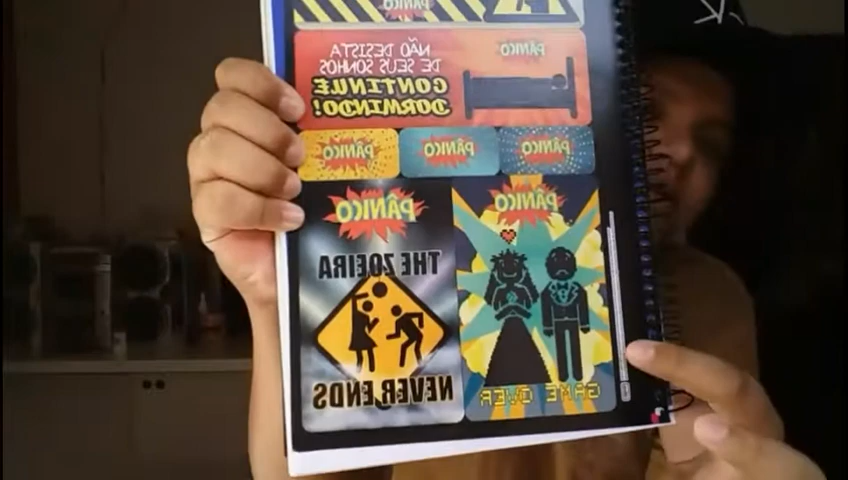 PÂNICO
NÃO DESISTA
DE SEUS SONHOS
CONTINUE
DORMINDO!
PÂNICO
PÂNICO
PÂNICO
PÂNICO
PÂNICO
THE ZOEIRA
NEVER ENDS
PÂNICO
GAME OVER